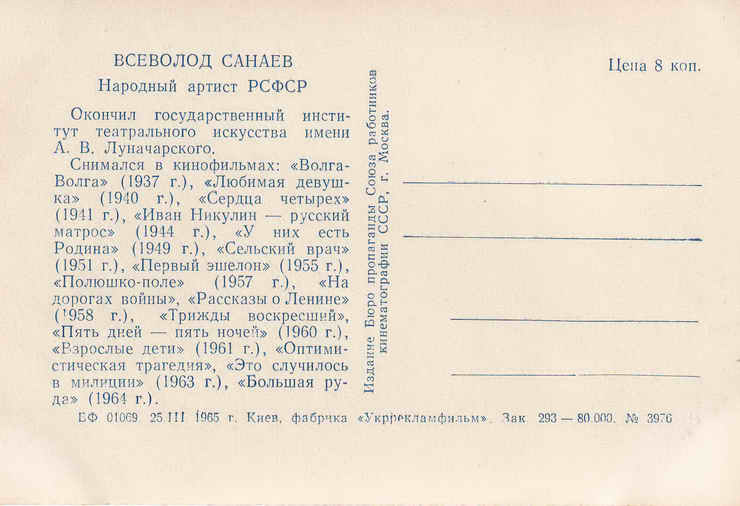 ВСЕВОЛОД САНАЕВ
Народный артист РСФСР
Окончил государственный инсти-
тут театрального искусства имени
А. В. Луначарского.
Снимался в кинофильмах: «Волга-
Волга» (1937 г.), «Любимая девуш-
ка» (1940 г.), «Сердца четырех»
(1941 г.), «Иван Никулин — русский
матрос» (1944 г.), «У них есть
Родина» (1949 г.), «Сельский врач»
(1951 г.), «Первый эшелон» (1955 г.),
«Полюшко-поле» (1957 г.), «На
дорогах войны», «Рассказы о Ленине»
(1958 г.), «Трижды воскресший»,
«Пять дней — пять ночей» (1960 г.),
«Взрослые дети» (1961 г.), «Оптими-
стическая трагедия», «Это случилось
в милиции» (1963 г.), «Большая ру-
да» (1964 г.).
БФ 01069 25.III 1965 г. Киев, фабрика «Укррекламфильм». Зак 293 — 80.000. № 3976
Издание Бюро пропаганды Союза работников
кинематографии СССР, г. Москва.
Цена 8 коп.